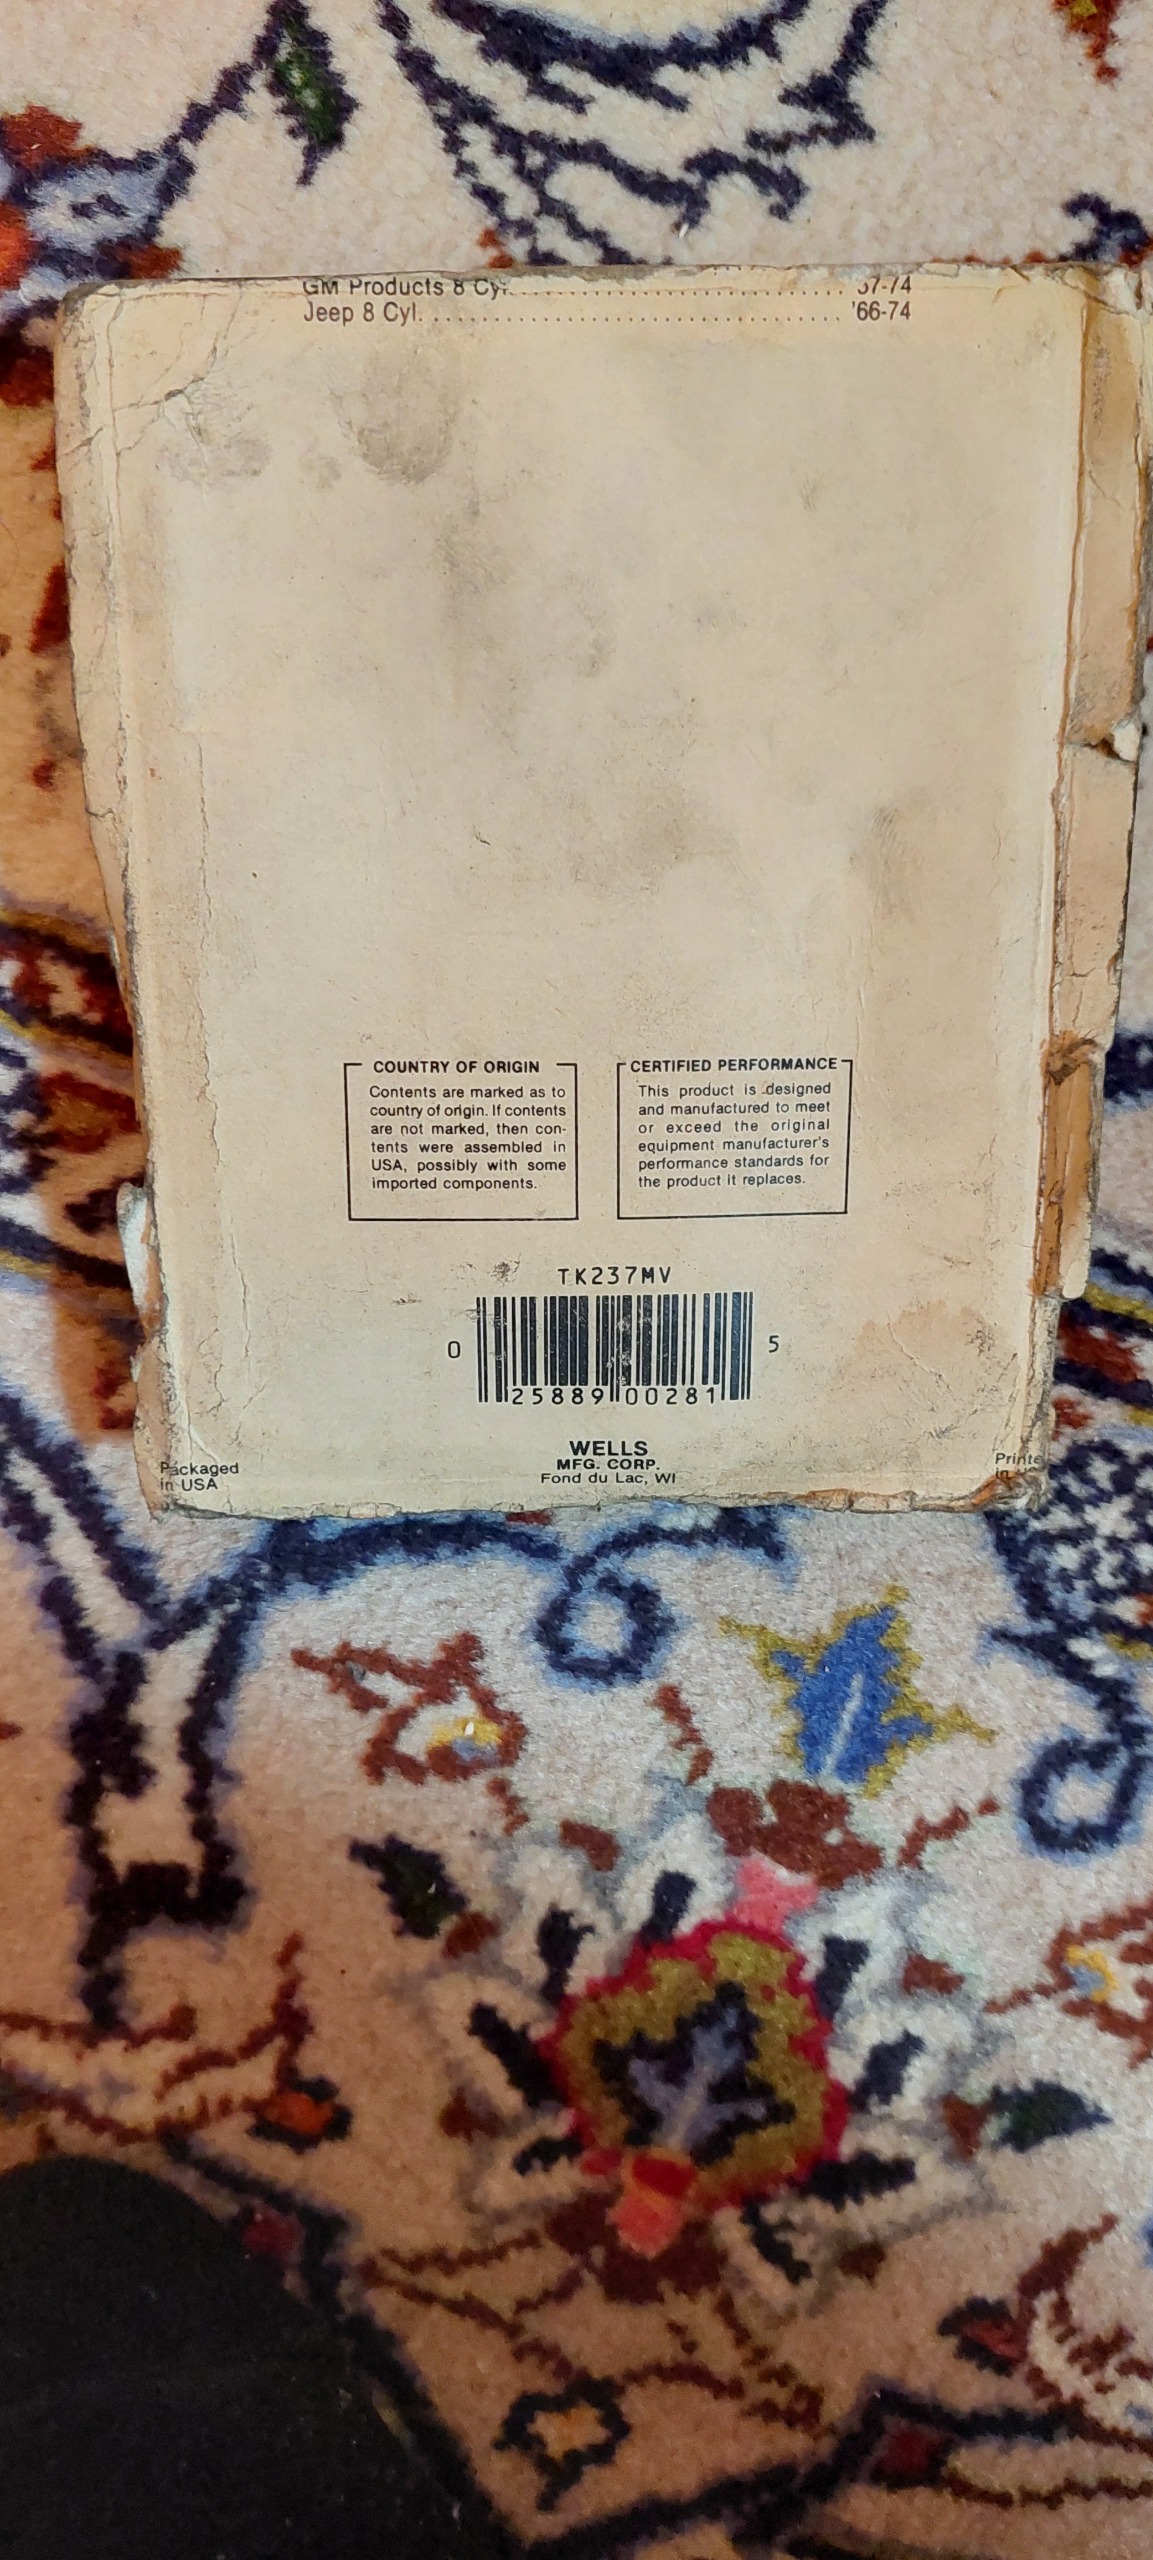 GM Products 8 Cyl. ........................................ 57-74
Jeep 8 Cyl. ........................................ '66-74
COUNTRY OF ORIGIN
Contents are marked as to
country of origin. If contents
are not marked, then con-
tents were assembled in
USA, possibly with some
imported components.
CERTIFIED PERFORMANCE
This product is designed
and manufactured to meet
or exceed the original
equipment manufacturer's
performance standards for
the product it replaces.
TK237MV
0 25889 00281 5
WELLS
MFG. CORP.
Fond du Lac, WI
Packaged
in USA
Printe
in